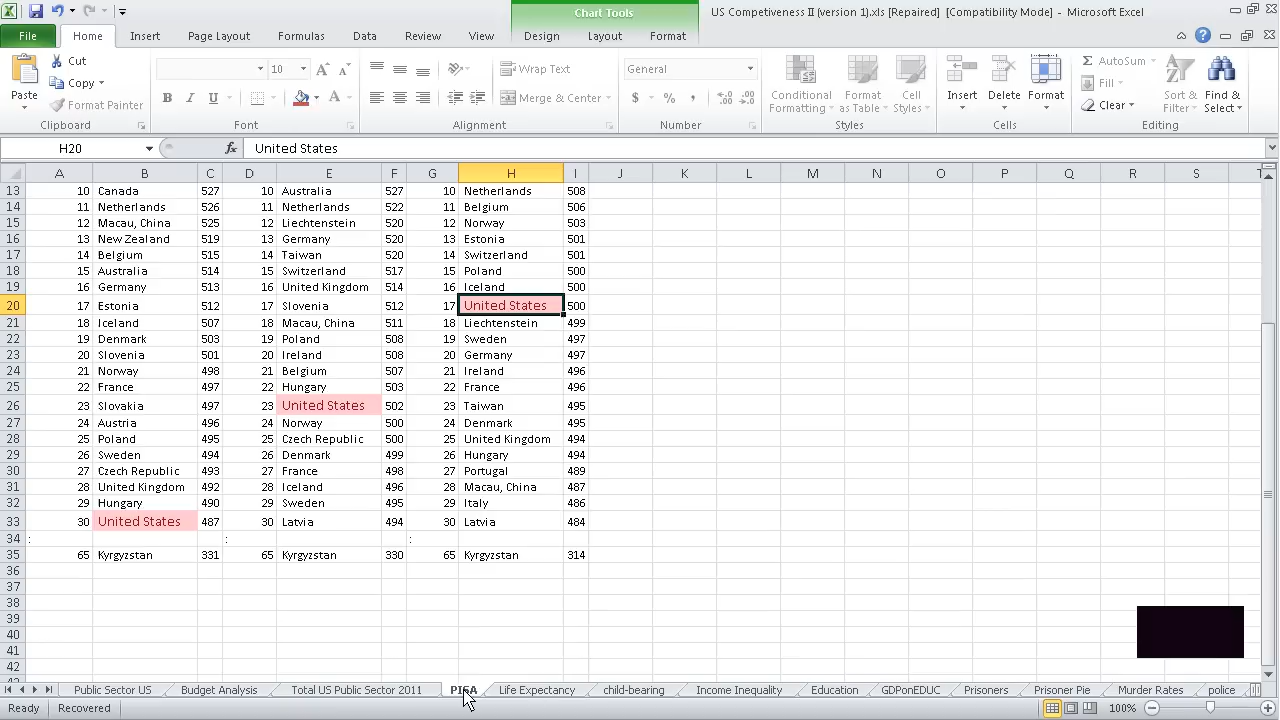 Chart Tools
US Competiveness II (version 1).xls [Repaired] [Compatibility Mode] - Microsoft Excel
File Home Insert Page Layout Formulas Data Review View Design Layout Format
Paste Cut Copy Format Painter
10
Wrap Text
Merge & Center
General
Conditional Formatting Format as Table Cell Styles
Insert Delete Format
AutoSum Fill Clear
Sort & Filter Find & Select
Clipboard Font Alignment Number Styles Cells Editing
H20 fx United States
A B C D E F G H I J K L M N O P Q R S
13 10 Canada 527 10 Australia 527 10 Netherlands 508
14 11 Netherlands 526 11 Netherlands 522 11 Belgium 506
15 12 Macau, China 525 12 Liechtenstein 520 12 Norway 503
16 13 New Zealand 519 13 Germany 520 13 Estonia 501
17 14 Belgium 515 14 Taiwan 520 14 Switzerland 501
18 15 Australia 514 15 Switzerland 517 15 Poland 500
19 16 Germany 513 16 United Kingdom 514 16 Iceland 500
20 17 Estonia 512 17 Slovenia 512 17 United States 500
21 18 Iceland 507 18 Macau, China 511 18 Liechtenstein 499
22 19 Denmark 503 19 Poland 508 19 Sweden 497
23 20 Slovenia 501 20 Ireland 508 20 Germany 497
24 21 Norway 498 21 Belgium 507 21 Ireland 496
25 22 France 497 22 Hungary 503 22 France 496
26 23 Slovakia 497 23 United States 502 23 Taiwan 495
27 24 Austria 496 24 Norway 500 24 Denmark 495
28 25 Poland 495 25 Czech Republic 500 25 United Kingdom 494
29 26 Sweden 494 26 Denmark 499 26 Hungary 494
30 27 Czech Republic 493 27 France 498 27 Portugal 489
31 28 United Kingdom 492 28 Iceland 496 28 Macau, China 487
32 29 Hungary 490 29 Sweden 495 29 Italy 486
33 30 United States 487 30 Latvia 494 30 Latvia 484
34 : : :
35 65 Kyrgyzstan 331 65 Kyrgyzstan 330 65 Kyrgyzstan 314
36
37
38
39
40
41
42
Public Sector US Budget Analysis Total US Public Sector 2011 PISA Life Expectancy child-bearing Income Inequality Education GDPonEDUC Prisoners Prisoner Pie Murder Rates police
Ready Recovered 100%